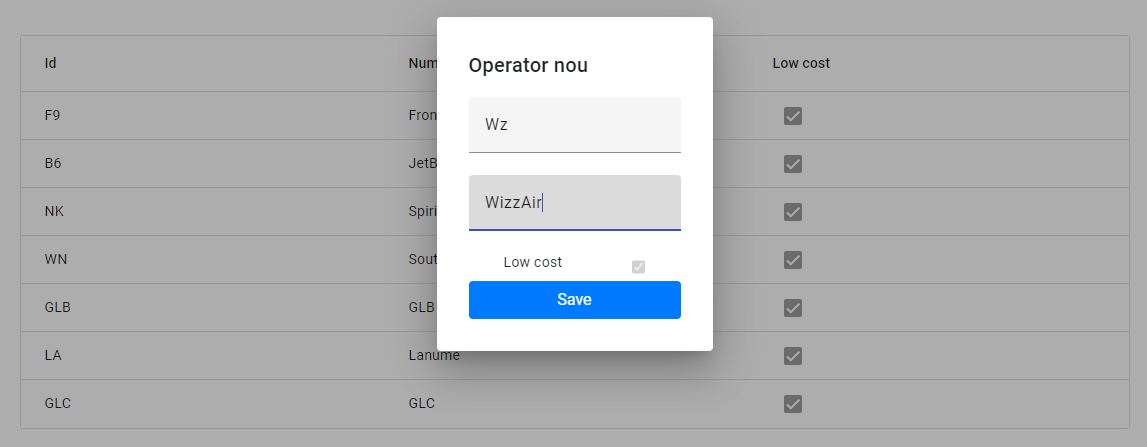 Operator nou
Wz
WizzAir
Low cost
Save
Id Num Low cost
F9 Fron
B6 JetB
NK Spiri
WN Sout
GLB GLB
LA Lanume
GLC GLC